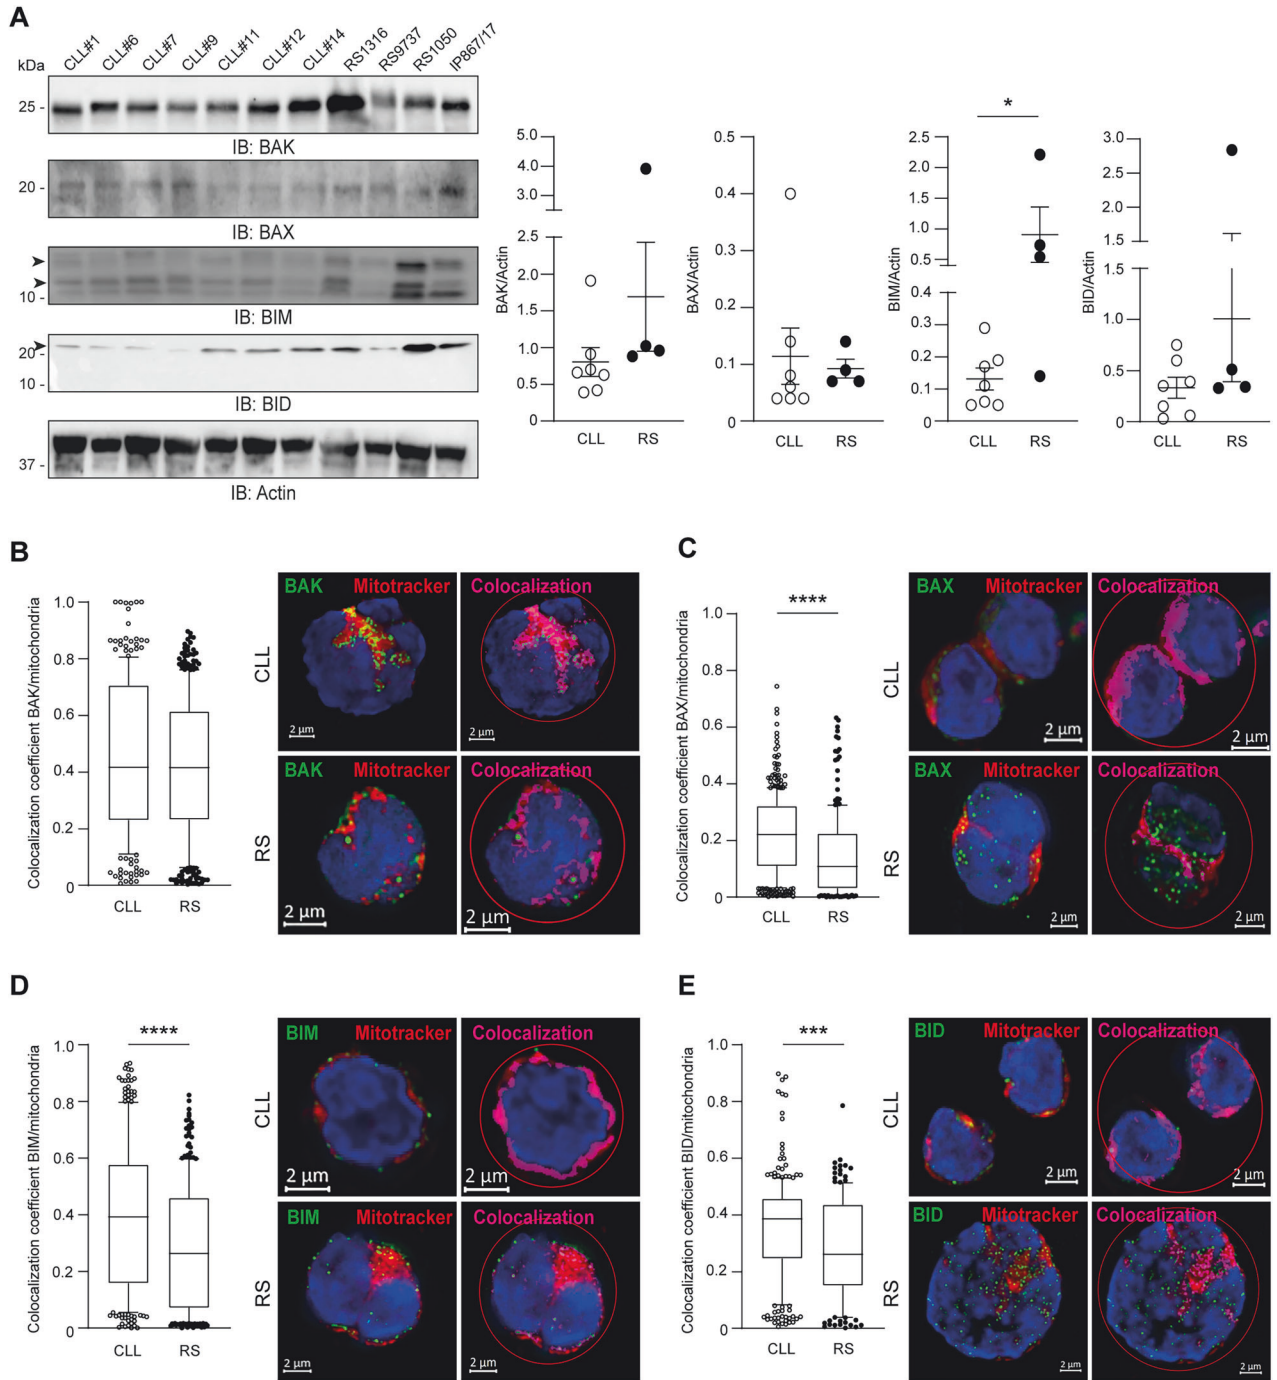 A
kDa
CLL#1 CLL#6 CLL#7 CLL#9 CLL#11 CLL#12 CLL#14 RS1316 RS9737 RS1050 IP867/17
25 -
IB: BAK
20 -
IB: BAX
10 -
IB: BIM
20 -
10 -
IB: BID
37 -
IB: Actin
BAK/Actin
5.0
4.0
3.0
2.5
2.0
1.5
1.0
0.5
0
CLL RS
BAX/Actin
0.5
0.4
0.3
0.2
0.1
0
CLL RS
*
BIM/Actin
2.5
2.0
1.5
1.0
0.5
0.4
0.3
0.2
0.1
0
CLL RS
BID/Actin
3.0
2.5
2.0
1.5
1.0
0.5
0
CLL RS
B
Colocalization coefficient BAK/mitochondria
1.0
0.8
0.6
0.4
0.2
0
CLL RS
CLL
BAK Mitotracker Colocalization
2 µm 2 µm
RS
BAK Mitotracker Colocalization
2 µm 2 µm
C
Colocalization coefficient BAX/mitochondria
****
1.0
0.8
0.6
0.4
0.2
0
CLL RS
CLL
BAX Mitotracker Colocalization
2 µm 2 µm
RS
BAX Mitotracker Colocalization
2 µm 2 µm
D
Colocalization coefficient BIM/mitochondria
****
1.0
0.8
0.6
0.4
0.2
0
CLL RS
CLL
BIM Mitotracker Colocalization
2 µm 2 µm
RS
BIM Mitotracker Colocalization
2 µm 2 µm
E
Colocalization coefficient BID/mitochondria
***
1.0
0.8
0.6
0.4
0.2
0
CLL RS
CLL
BID Mitotracker Colocalization
2 µm 2 µm
RS
BID Mitotracker Colocalization
2 µm 2 µm